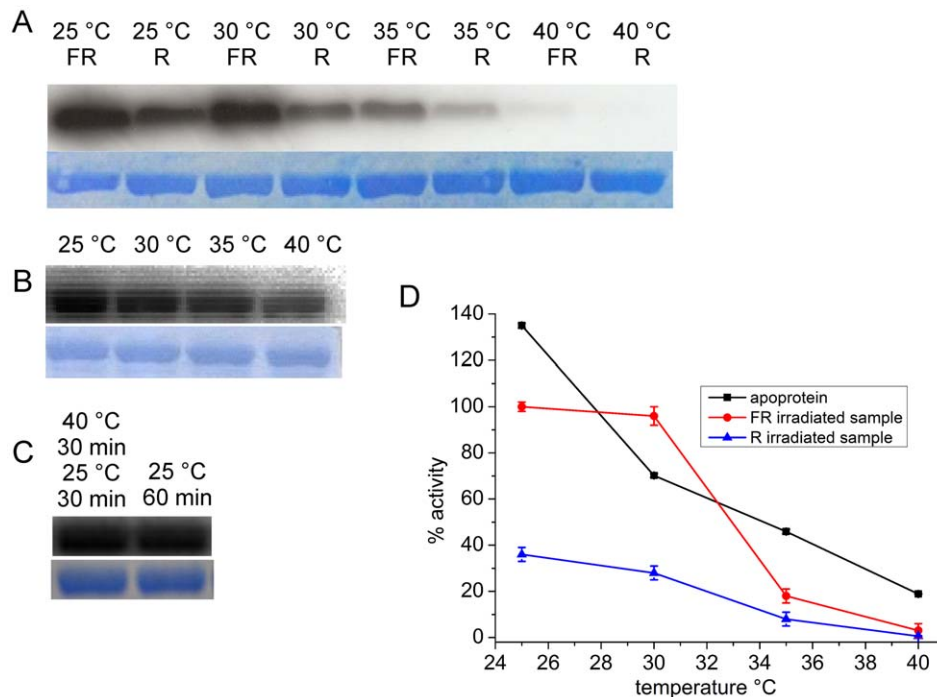 A
25 °C 25 °C 30 °C 30 °C 35 °C 35 °C 40 °C 40 °C
FR R FR R FR R FR R
B
25 °C 30 °C 35 °C 40 °C
C
40 °C
30 min
25 °C 25 °C
30 min 60 min
D
140
120
100
80
60
40
20
0
% activity
apoprotein
FR irradiated sample
R irradiated sample
24 26 28 30 32 34 36 38 40
temperature °C